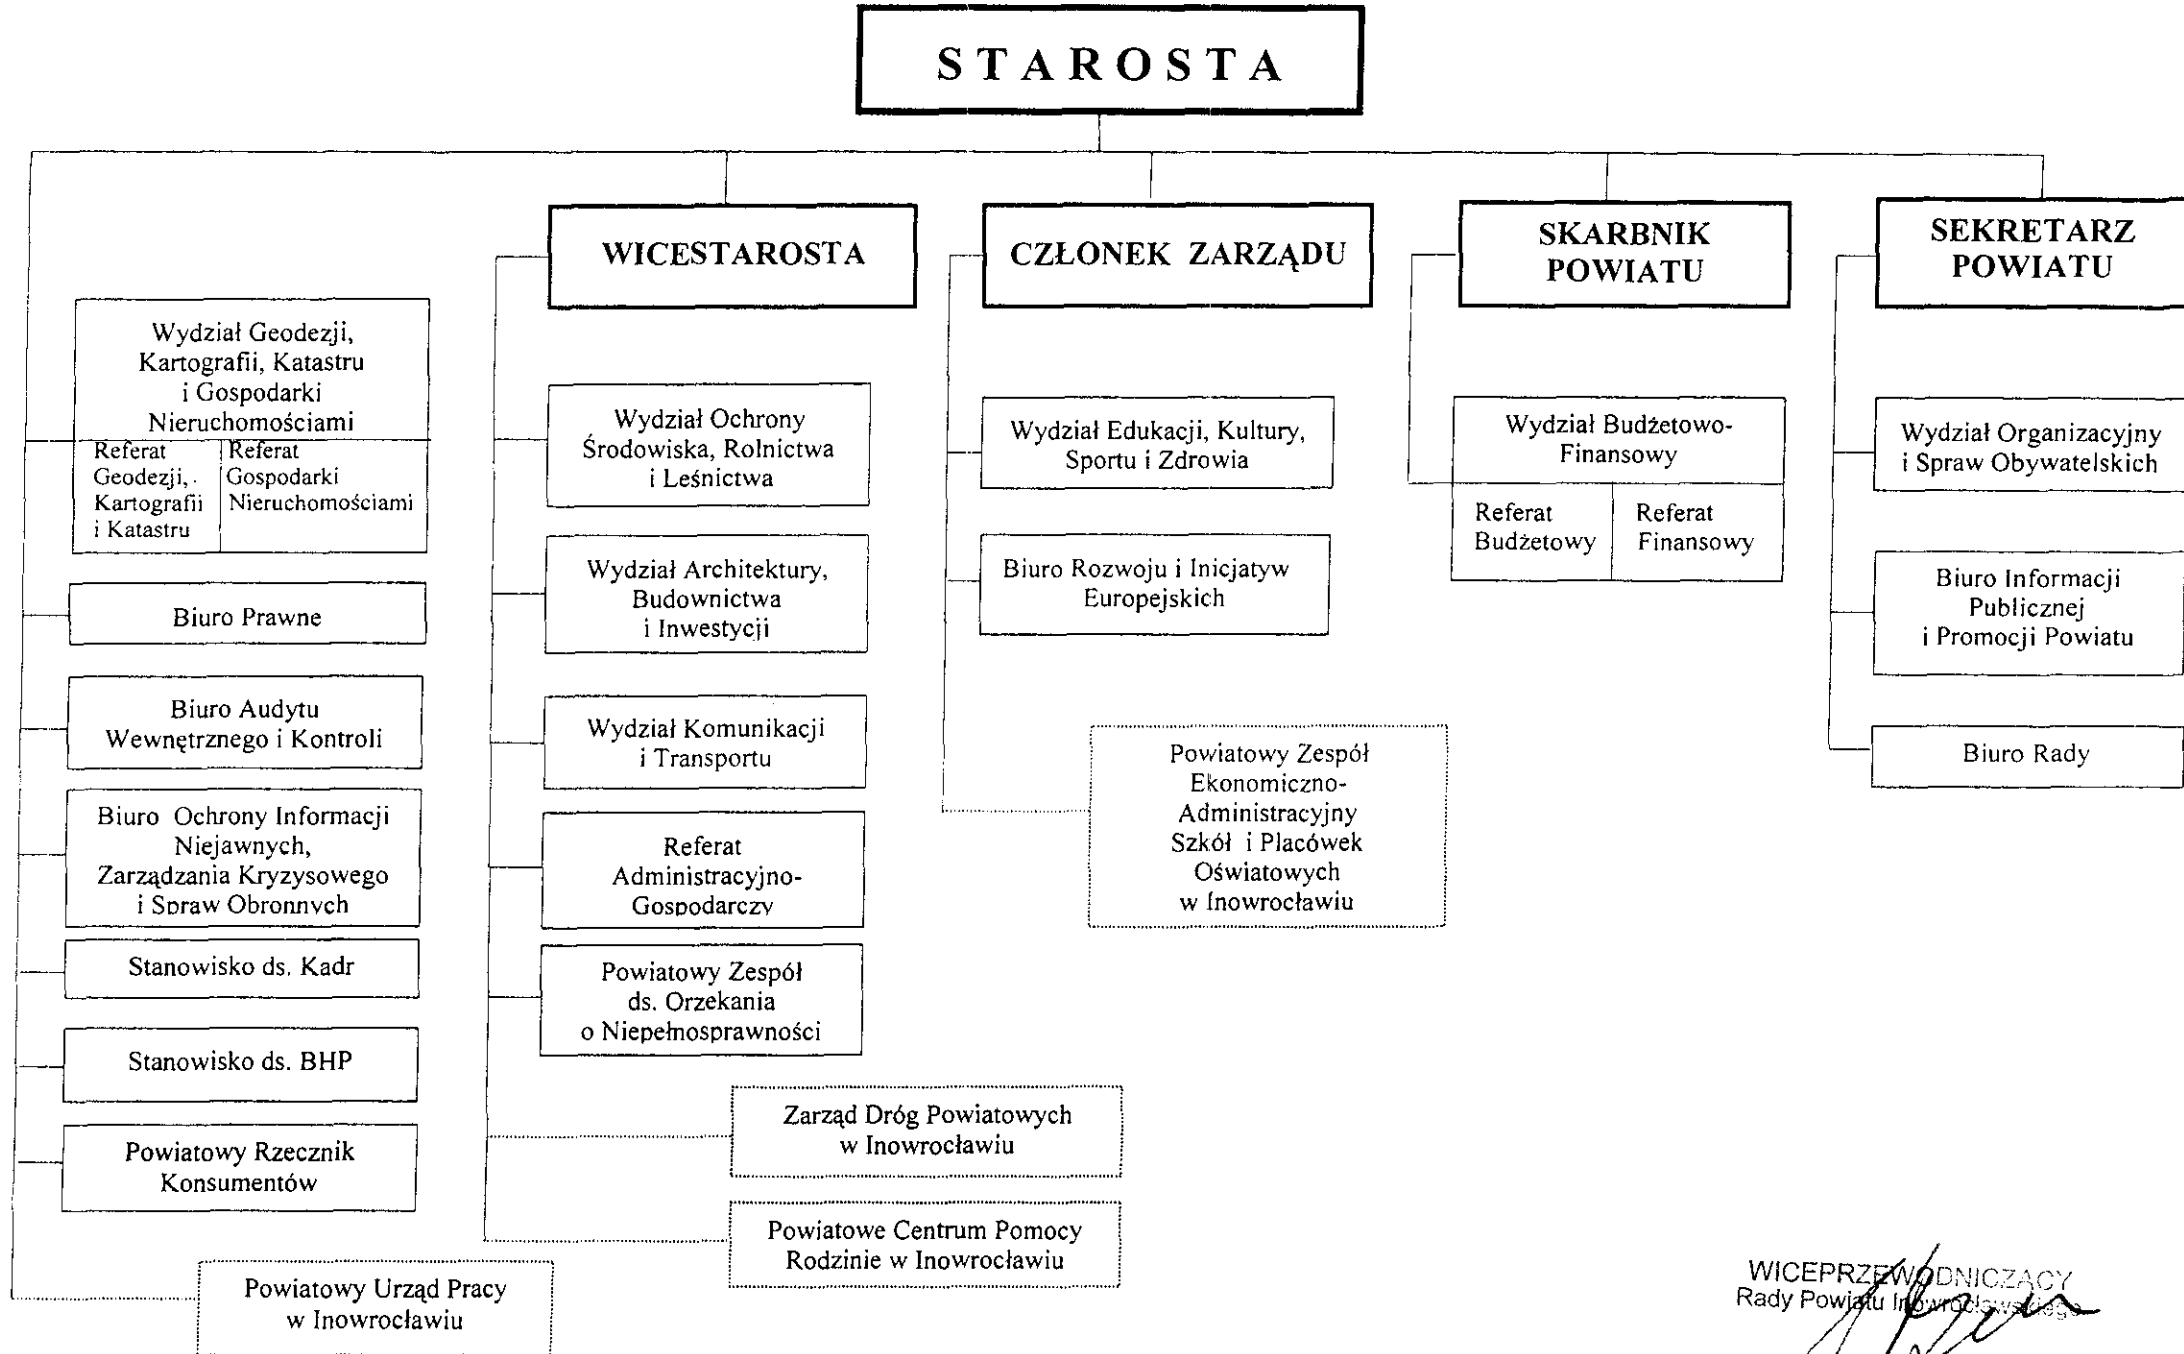 S T A R O S T A
WICESTAROSTA
CZŁONEK ZARZĄDU
SKARBNIK
POWIATU
SEKRETARZ
POWIATU
Wydział Geodezji,
Kartografii, Katastru
i Gospodarki
Nieruchomościami
Referat
Geodezji,
Kartografii
i Katastru
Referat
Gospodarki
Nieruchomościami
Biuro Prawne
Biuro Audytu
Wewnętrznego i Kontroli
Biuro Ochrony Informacji
Niejawnych,
Zarządzania Kryzysowego
i Spraw Obronnych
Stanowisko ds. Kadr
Stanowisko ds. BHP
Powiatowy Rzecznik
Konsumentów
Powiatowy Urząd Pracy
w Inowrocławiu
Wydział Ochrony
Środowiska, Rolnictwa
i Leśnictwa
Wydział Architektury,
Budownictwa
i Inwestycji
Wydział Komunikacji
i Transportu
Referat
Administracyjno-
Gospodarczy
Powiatowy Zespół
ds. Orzekania
o Niepełnosprawności
Zarząd Dróg Powiatowych
w Inowrocławiu
Powiatowe Centrum Pomocy
Rodzinie w Inowrocławiu
Wydział Edukacji, Kultury,
Sportu i Zdrowia
Biuro Rozwoju i Inicjatyw
Europejskich
Powiatowy Zespół
Ekonomiczno-
Administracyjny
Szkół i Placówek
Oświatowych
w Inowrocławiu
Wydział Budżetowo-
Finansowy
Referat
Budżetowy
Referat
Finansowy
Wydział Organizacyjny
i Spraw Obywatelskich
Biuro Informacji
Publicznej
i Promocji Powiatu
Biuro Rady
WICEPRZEWODNICZĄCY
Rady Powiatu Inowrocławskiego